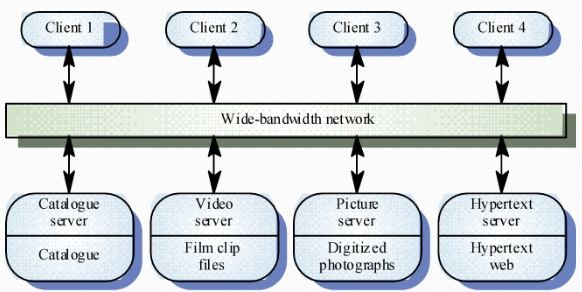 Client 1
Client 2
Client 3
Client 4
Wide-bandwidth network
Catalogue
server
Catalogue
Video
server
Film clip
files
Picture
server
Digitized
photographs
Hypertext
server
Hypertext
web